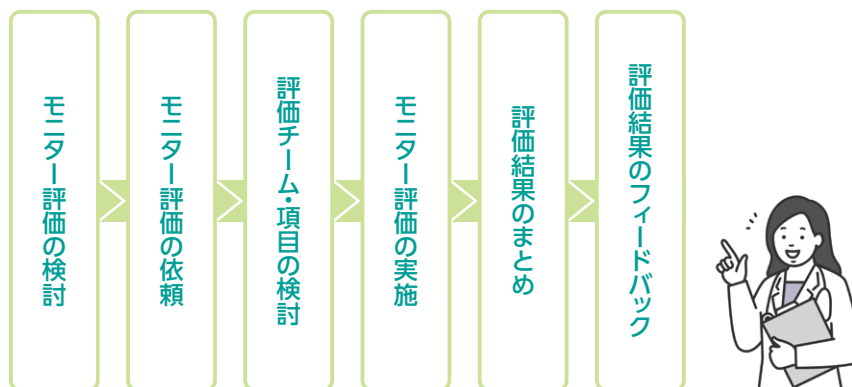 モニター評価の検討
モニター評価の依頼
評価チーム・項目の検討
モニター評価の実施
評価結果のまとめ
評価結果のフィードバック